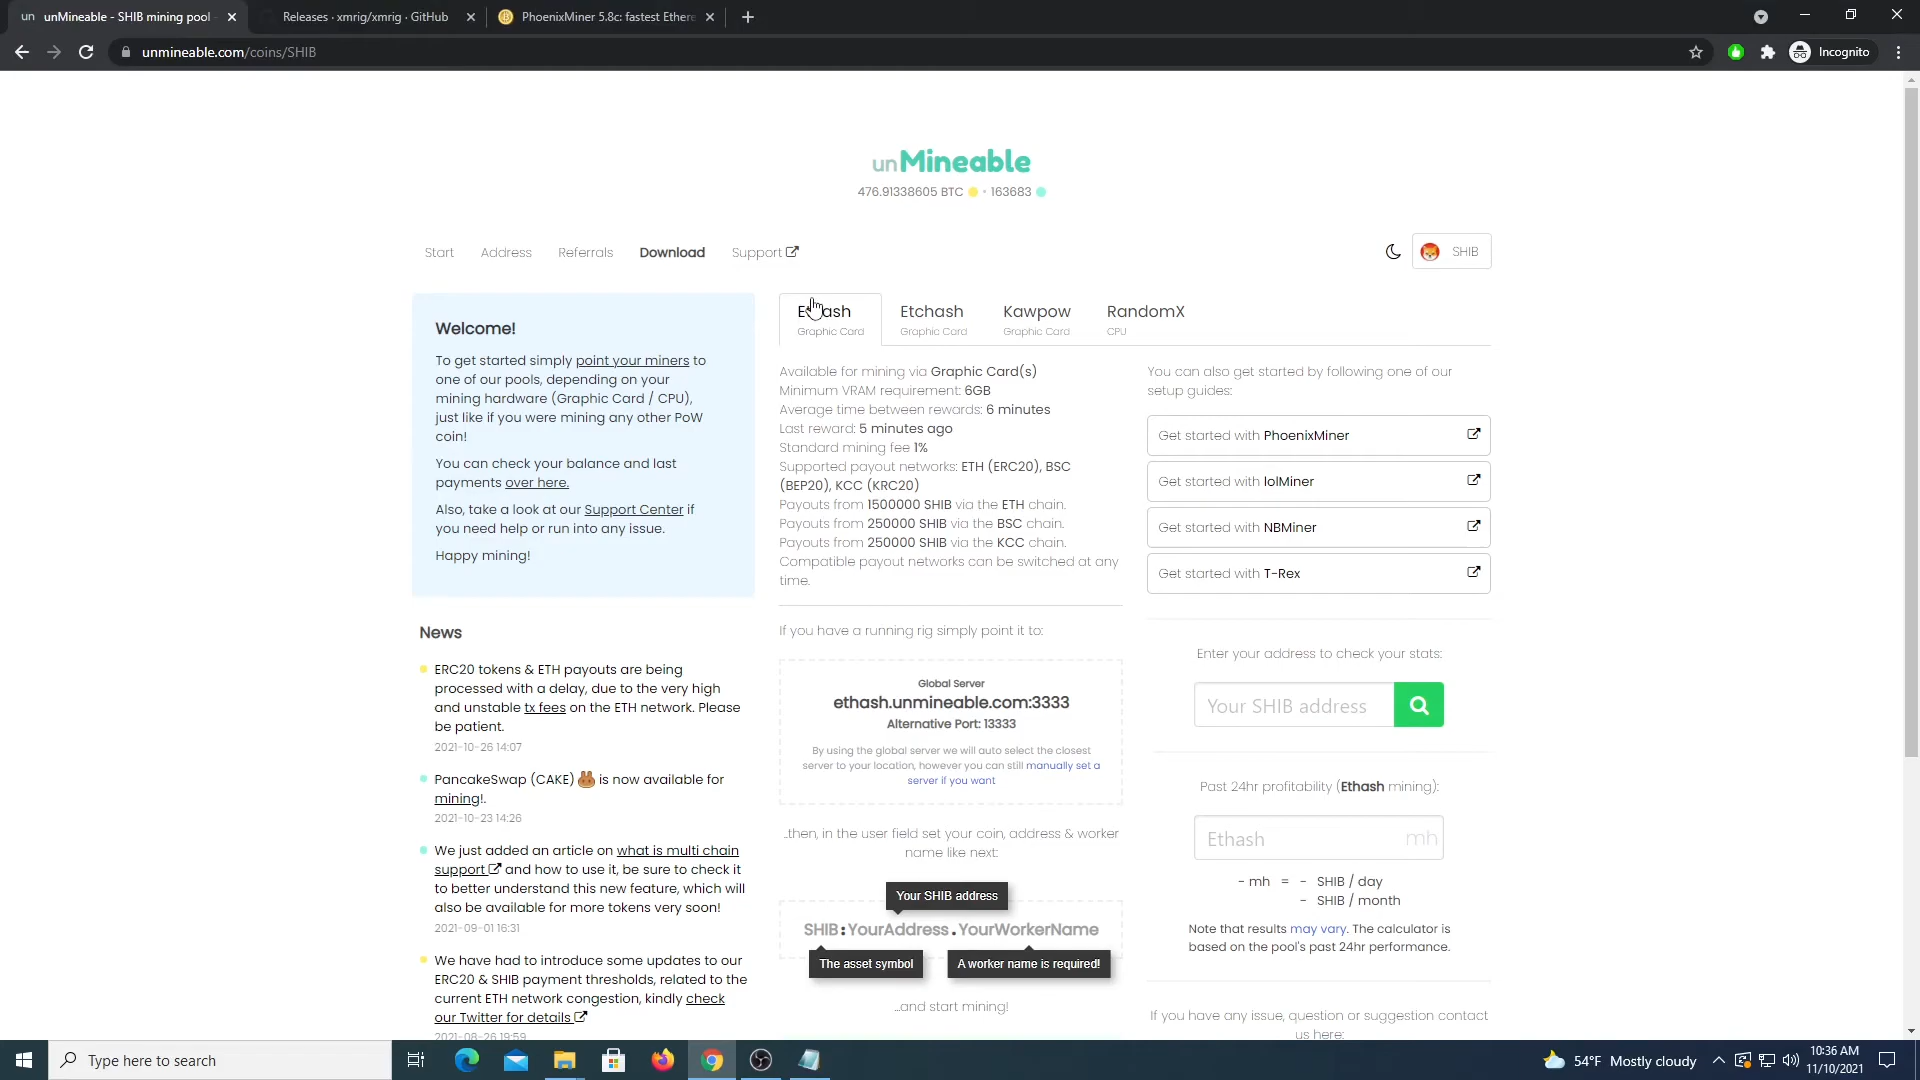 un unMineable - SHIB mining pool
Releases · xmrig/xmrig · GitHub
PhoenixMiner 5.8c: fastest Ethere
unmineable.com/coins/SHIB
Incognito
unMineable
476.91338605 BTC • 163683
Start Address Referrals Download Support
SHIB
Welcome!
To get started simply point your miners to
one of our pools, depending on your
mining hardware (Graphic Card / CPU),
just like if you were mining any other PoW
coin!
You can check your balance and last
payments over here.
Also, take a look at our Support Center if
you need help or run into any issue.
Happy mining!
News
ERC20 tokens & ETH payouts are being
processed with a delay, due to the very high
and unstable tx fees on the ETH network. Please
be patient.
2021-10-26 14:07
PancakeSwap (CAKE) is now available for
mining!.
2021-10-23 14:26
We just added an article on what is multi chain
support and how to use it, be sure to check it
to better understand this new feature, which will
also be available for more tokens very soon!
2021-09-01 16:31
We have had to introduce some updates to our
ERC20 & SHIB payment thresholds, related to the
current ETH network congestion, kindly check
our Twitter for details
2021-08-26 19:59
Ethash
Graphic Card
Etchash
Graphic Card
Kawpow
Graphic Card
RandomX
CPU
Available for mining via Graphic Card(s)
Minimum VRAM requirement: 6GB
Average time between rewards: 6 minutes
Last reward: 5 minutes ago
Standard mining fee 1%
Supported payout networks: ETH (ERC20), BSC
(BEP20), KCC (KRC20)
Payouts from 1500000 SHIB via the ETH chain.
Payouts from 250000 SHIB via the BSC chain.
Payouts from 250000 SHIB via the KCC chain.
Compatible payout networks can be switched at any
time.
If you have a running rig simply point it to:
Global Server
ethash.unmineable.com:3333
Alternative Port: 13333
By using the global server we will auto select the closest
server to your location, however you can still manually set a
server if you want
..then, in the user field set your coin, address & worker
name like next:
Your SHIB address
SHIB:YourAddress.YourWorkerName
The asset symbol
A worker name is required!
...and start mining!
You can also get started by following one of our
setup guides:
Get started with PhoenixMiner
Get started with lolMiner
Get started with NBMiner
Get started with T-Rex
Enter your address to check your stats:
Your SHIB address
Past 24hr profitability (Ethash mining):
Ethash mh
- mh = - SHIB / day
- SHIB / month
Note that results may vary. The calculator is
based on the pool's past 24hr performance.
If you have any issue, question or suggestion contact
us here:
Type here to search
54°F Mostly cloudy
10:36 AM
11/10/2021